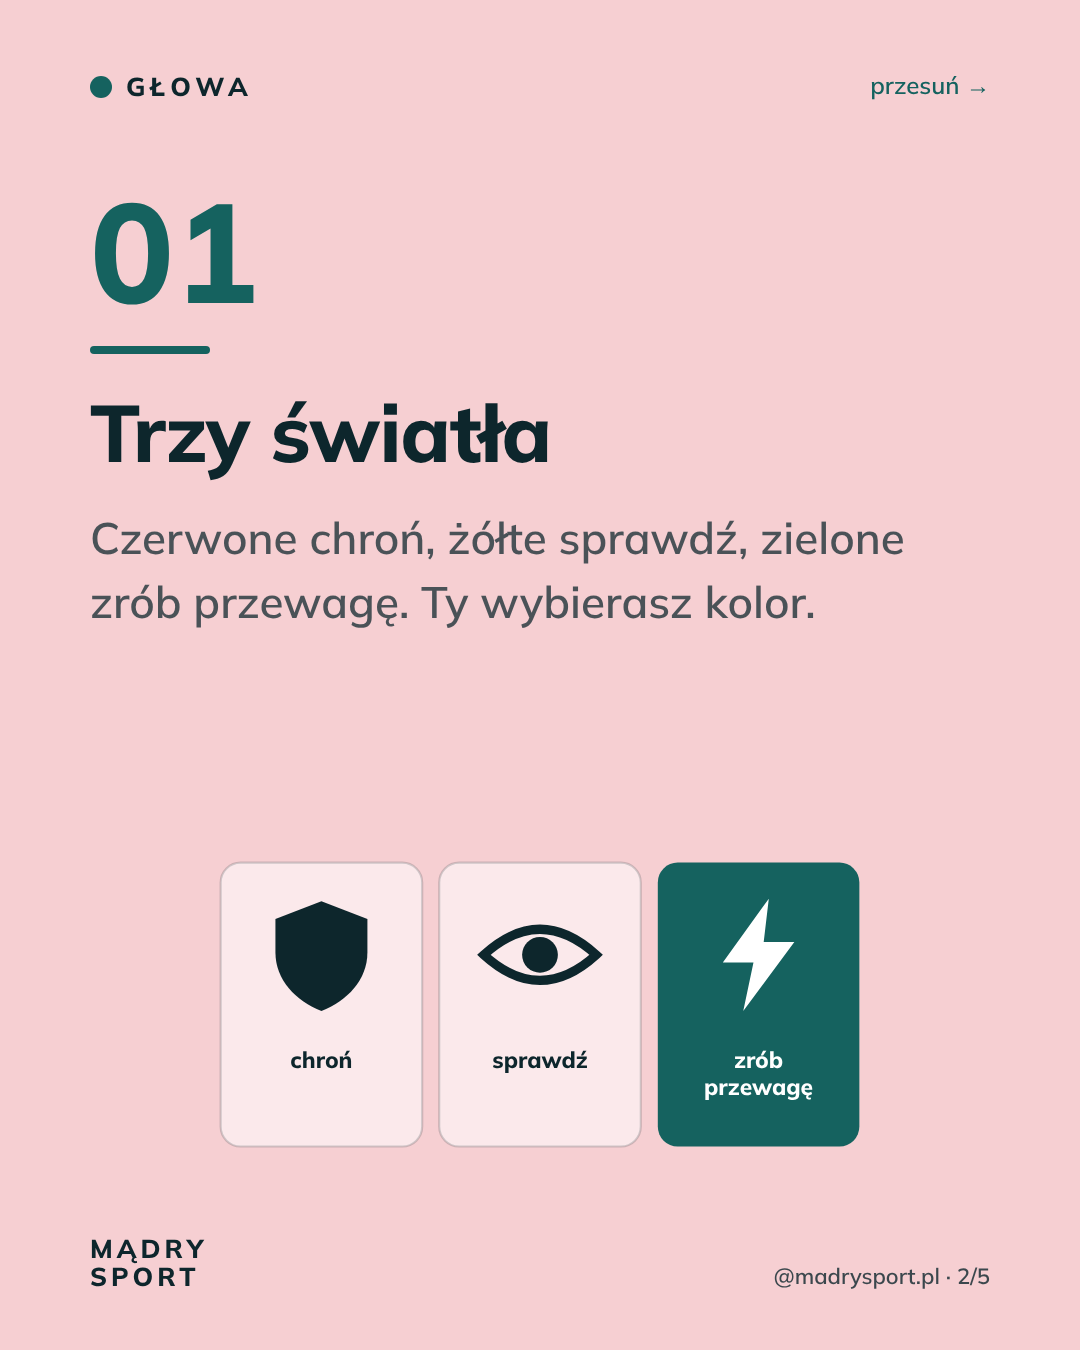 GŁOWA
przesuń →
01
Trzy światła
Czerwone chroń, żółte sprawdź, zielone
zrób przewagę. Ty wybierasz kolor.
chroń
sprawdź
zrób
przewagę
MĄDRY
SPORT
@madrysport.pl · 2/5